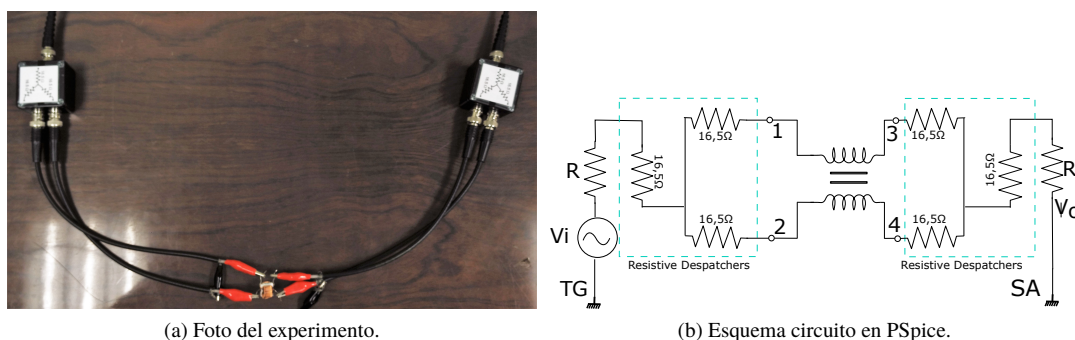 R
Vi
TG
16,5Ω
16,5Ω
16,5Ω
Resistive Despatchers
1
2
3
4
16,5Ω
16,5Ω
16,5Ω
Resistive Despatchers
R
SA
(a) Foto del experimento.
(b) Esquema circuito en PSpice.